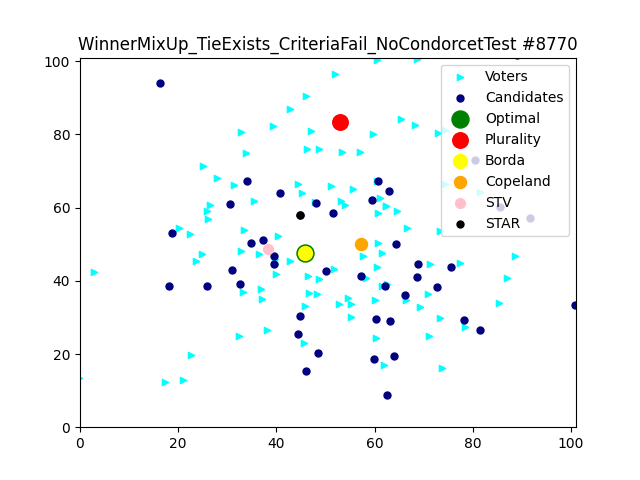 WinnerMixUp_TieExists_CriteriaFail_NoCondorcetTest #8770
100
80
60
40
20
0
0
20
40
60
80
100
Voters
Candidates
Optimal
Plurality
Borda
Copeland
STV
STAR